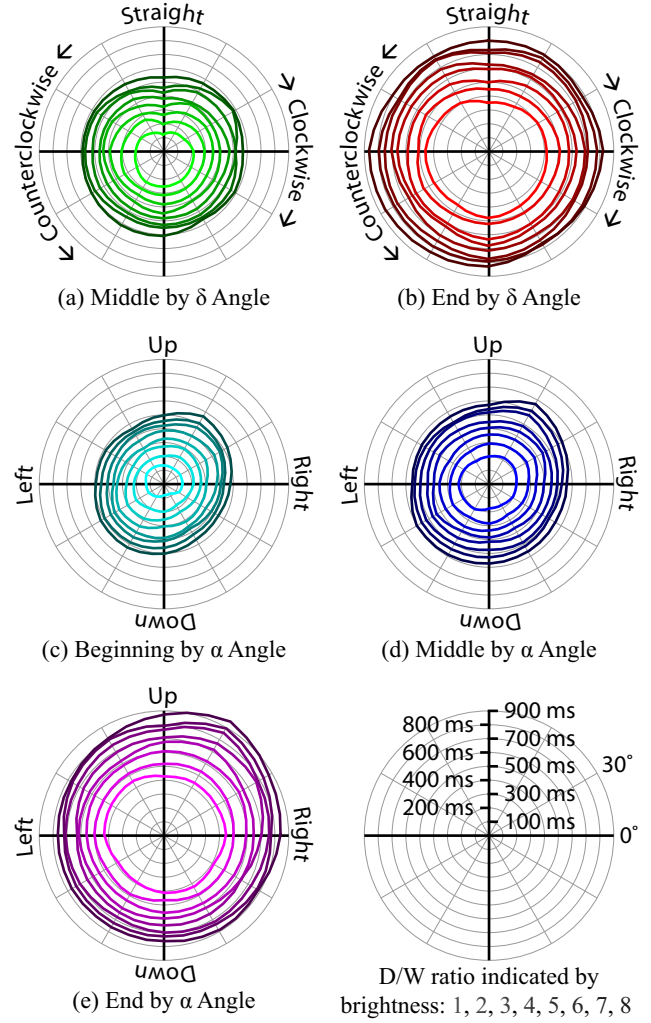 Straight
Straight
Counterclockwise
Clockwise
Counterclockwise
Clockwise
(a) Middle by δ Angle
(b) End by δ Angle
Up
Up
Left
Right
Left
Right
Down
Down
(c) Beginning by α Angle
(d) Middle by α Angle
Up
900 ms
800 ms
700 ms
600 ms
500 ms
400 ms
300 ms
200 ms
100 ms
30°
0°
Left
Right
Down
(e) End by α Angle
D/W ratio indicated by
brightness: 1, 2, 3, 4, 5, 6, 7, 8